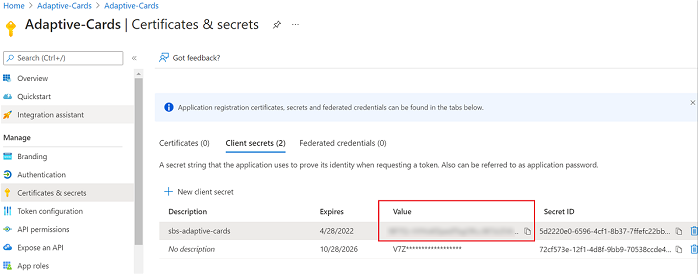 Home > Adaptive-Cards > Adaptive-Cards
Adaptive-Cards | Certificates & secrets
Search (Ctrl+/)
Got feedback?
Overview
Quickstart
Integration assistant
Manage
Branding
Authentication
Certificates & secrets
Token configuration
API permissions
Expose an API
App roles
Application registration certificates, secrets and federated credentials can be found in the tabs below.
Certificates (0) Client secrets (2) Federated credentials (0)
A secret string that the application uses to prove its identity when requesting a token. Also can be referred to as application password.
New client secret
Description Expires Value Secret ID
sbs-adaptive-cards 4/28/2022 ... 5d2220e0-6596-4cf1-8b37-7ffefc22bb...
No description 10/28/2026 V7Z****************** 72cf573e-12f1-4d8f-9bb9-70538ccde4...